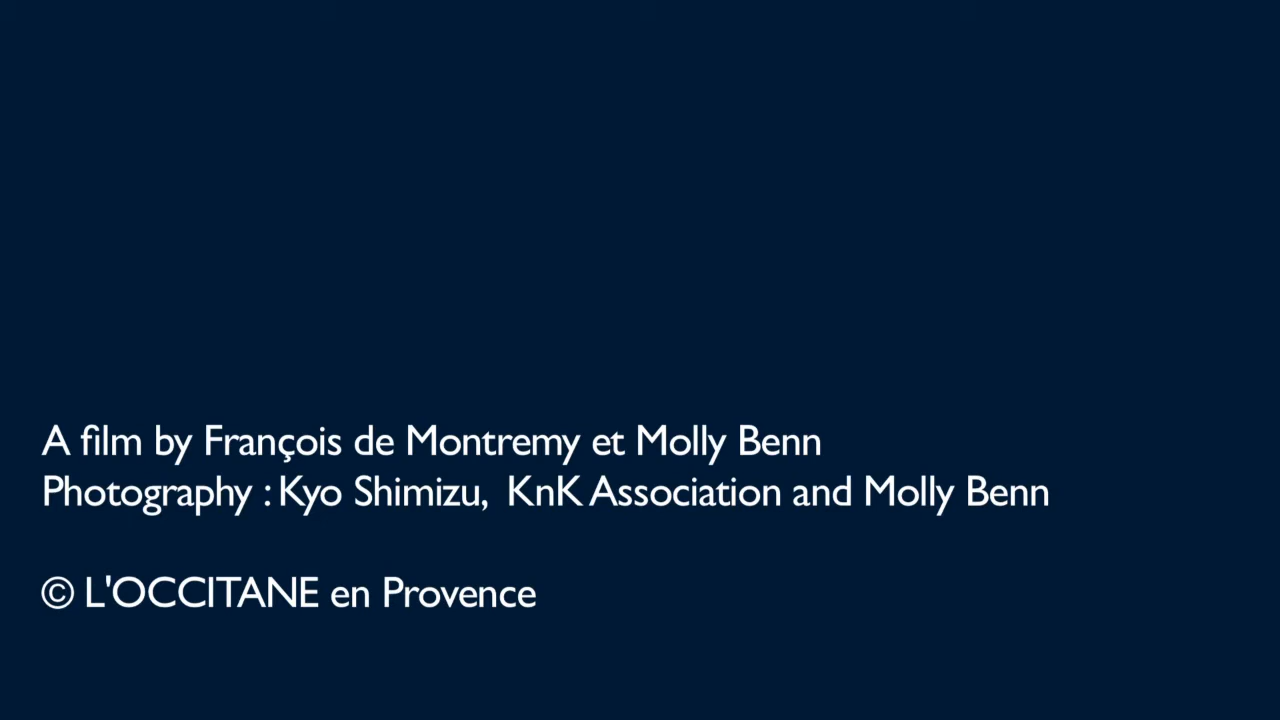 A film by François de Montremy et Molly Benn
Photography : Kyo Shimizu,  KnK Association and Molly Benn
© L'OCCITANE en Provence